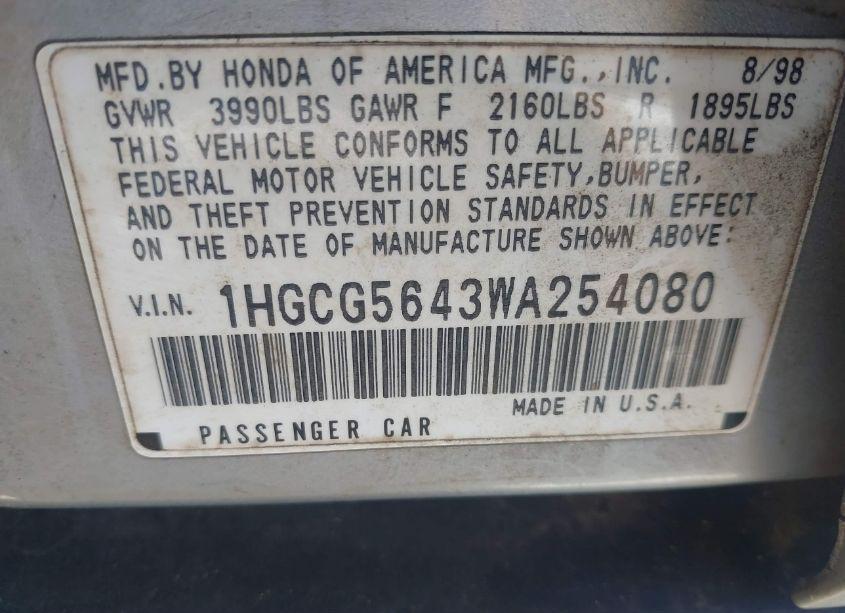 MFD.BY HONDA OF AMERICA MFG.,INC. 8/98
GVWR 3990LBS GAWR F 2160LBS R 1895LBS
THIS VEHICLE CONFORMS TO ALL APPLICABLE
FEDERAL MOTOR VEHICLE SAFETY,BUMPER,
AND THEFT PREVENTION STANDARDS IN EFFECT
ON THE DATE OF MANUFACTURE SHOWN ABOVE:
V.I.N. 1HGCG5643WA254080
MADE IN U.S.A.
PASSENGER CAR